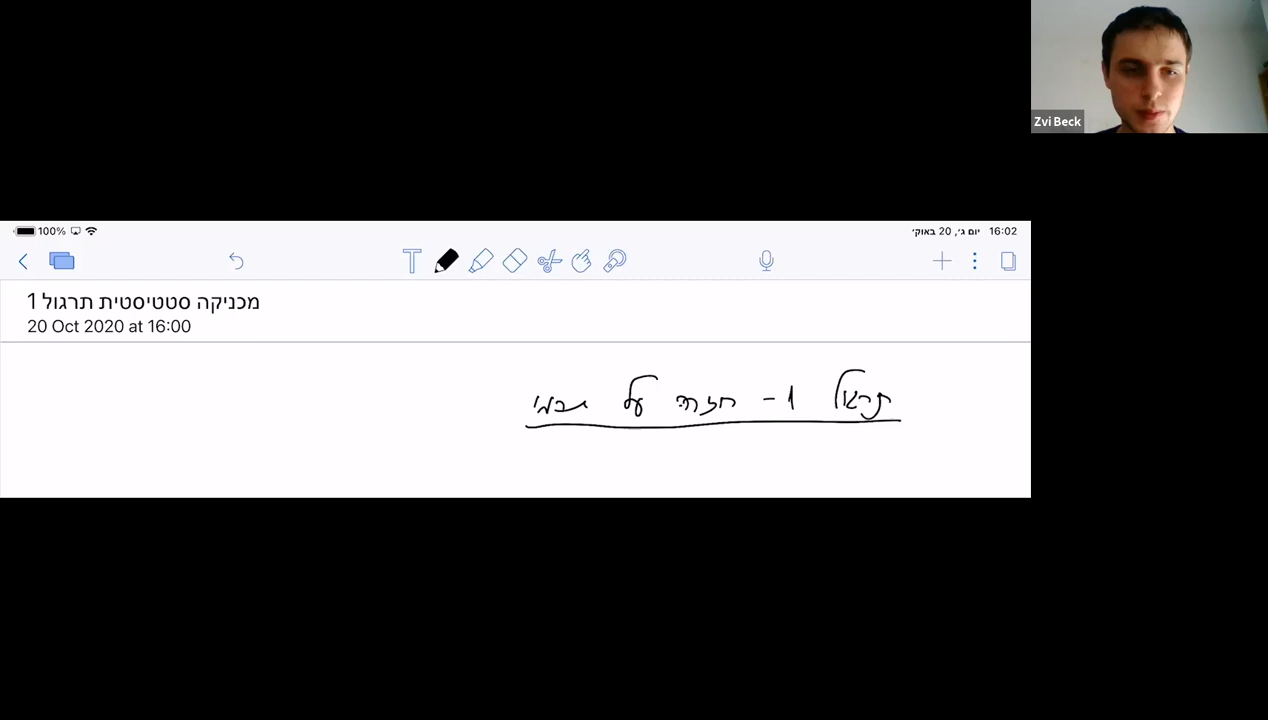 Zvi Beck
100%
16:02 יום ג׳, 20 באוק׳
T
מכניקה סטטיסטית תרגול 1
20 Oct 2020 at 16:00
תרגול 1 - חזרה על